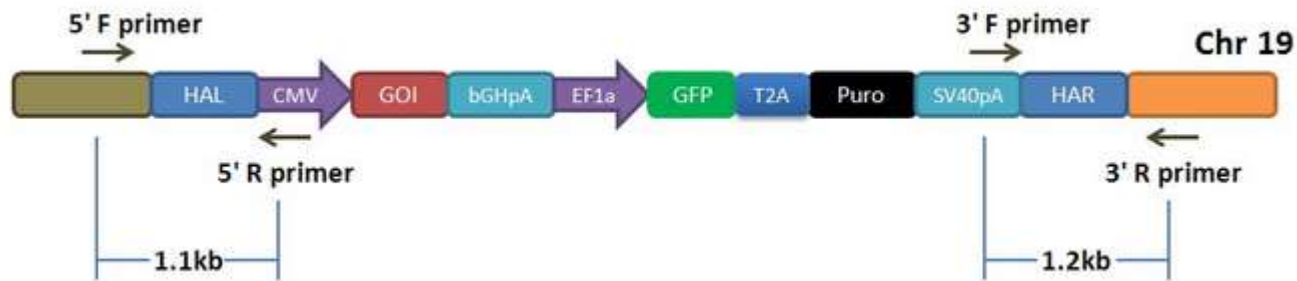 5' F primer
3' F primer
Chr 19
HAL CMV GOI bGHpA EF1a GFP T2A Puro SV40pA HAR
5' R primer
3' R primer
1.1kb
1.2kb